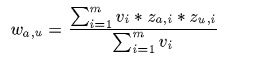 w_{a,u} = \frac{\sum_{i=1}^{m} v_i * z_{a,i} * z_{u,i}}{\sum_{i=1}^{m} v_i}